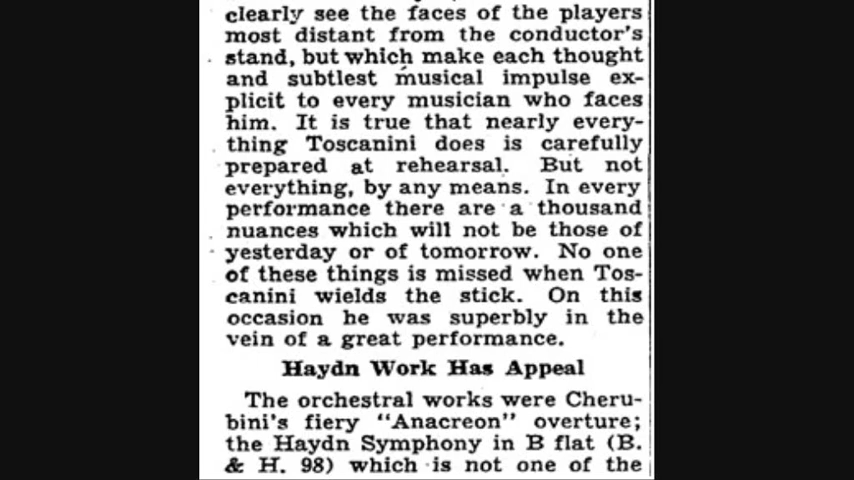 clearly see the faces of the players
most distant from the conductor's
stand, but which make each thought
and subtlest musical impulse ex-
plicit to every musician who faces
him. It is true that nearly every-
thing Toscanini does is carefully
prepared at rehearsal. But not
everything, by any means. In every
performance there are a thousand
nuances which will not be those of
yesterday or of tomorrow. No one
of these things is missed when Tos-
canini wields the stick. On this
occasion he was superbly in the
vein of a great performance.
Haydn Work Has Appeal
The orchestral works were Cheru-
bini's fiery "Anacreon" overture;
the Haydn Symphony in B flat (B.
& H. 98) which is not one of the